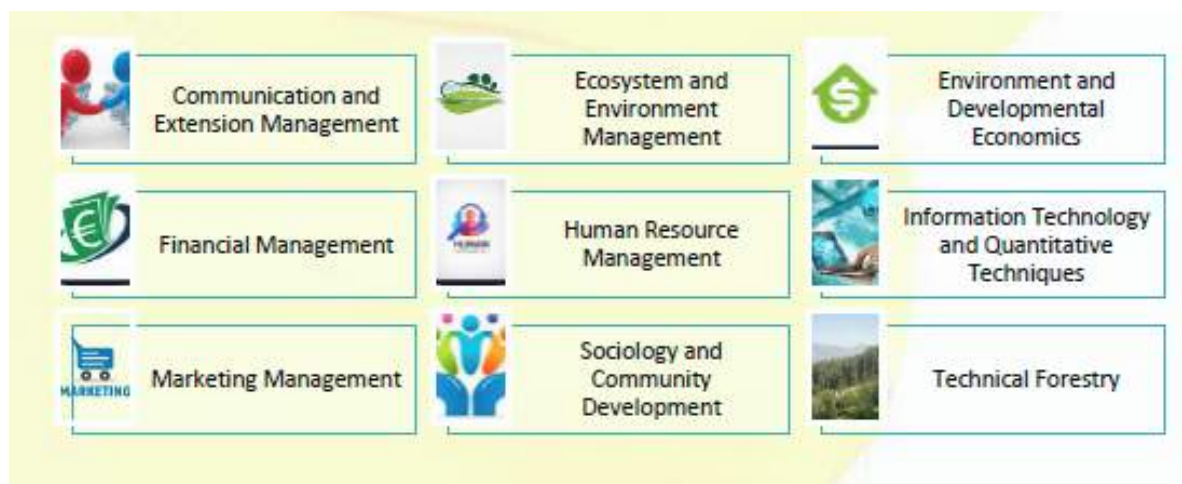 Communication and
Extension Management
Ecosystem and
Environment
Management
Environment and
Developmental
Economics
Financial Management
HUMAN
Human Resource
Management
Information Technology
and Quantitative
Techniques
MARKETING
Marketing Management
Sociology and
Community
Development
Technical Forestry